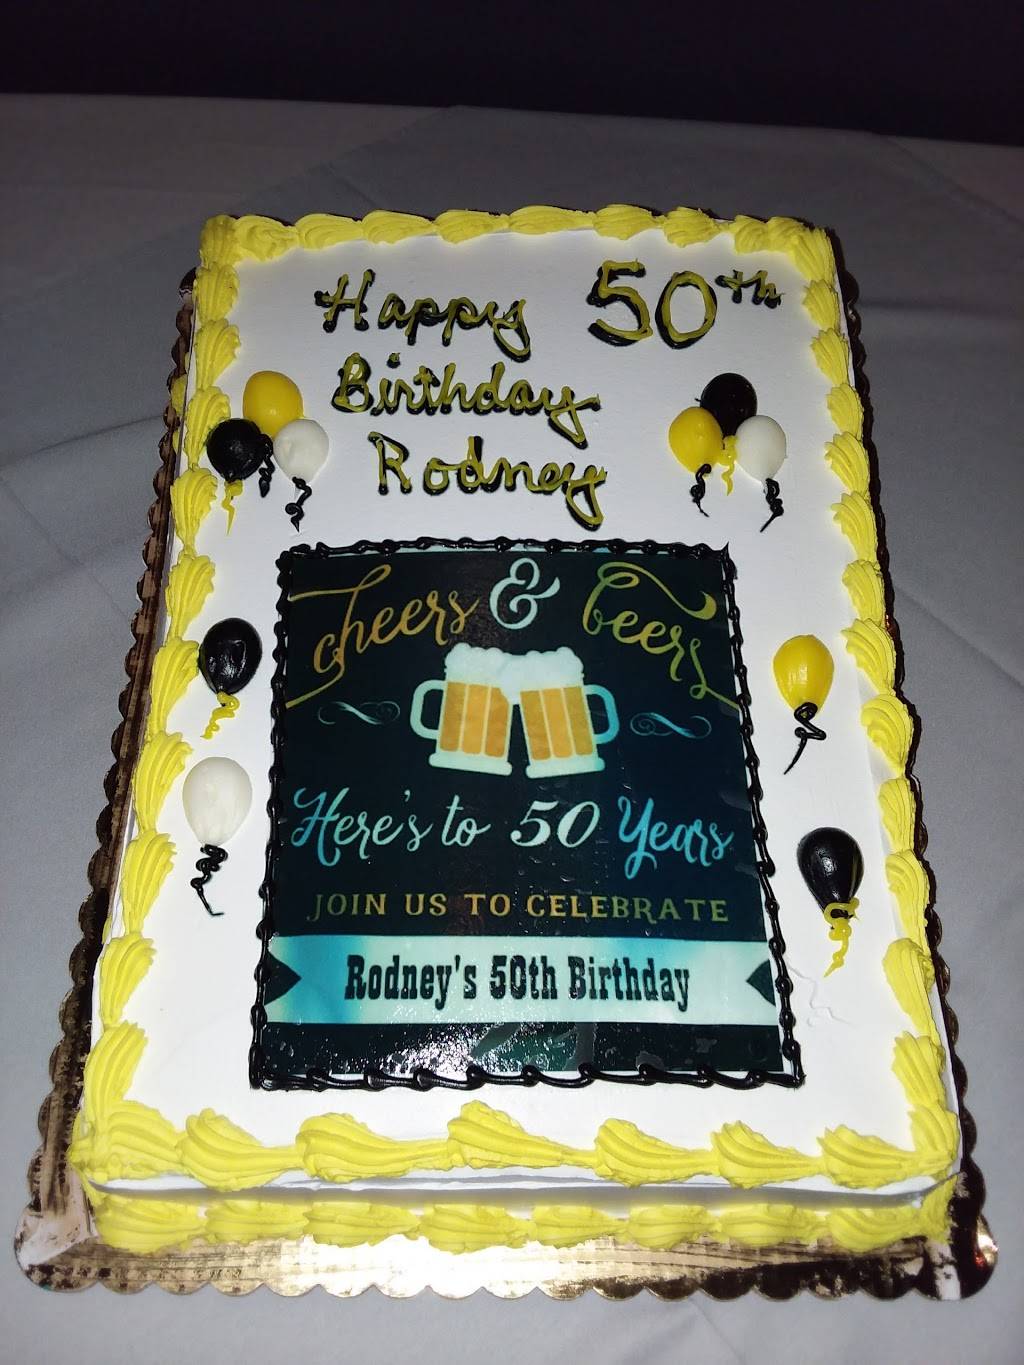 Happy 50th
Birthday
Rodney
cheers & beers
Here's to 50 Years
JOIN US TO CELEBRATE
Rodney's 50th Birthday